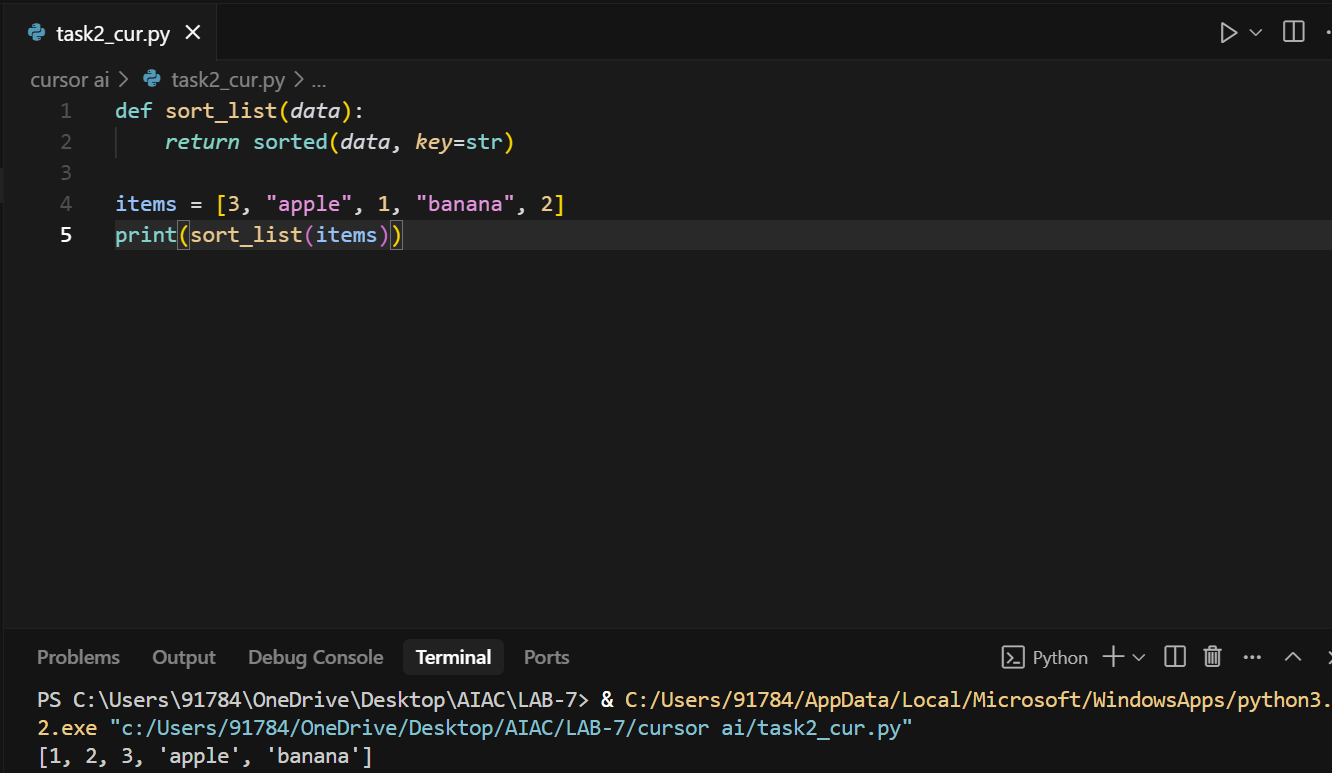 task2_cur.py
cursor ai > task2_cur.py > ...
1 def sort_list(data):
2     return sorted(data, key=str)
3
4 items = [3, "apple", 1, "banana", 2]
5 print(sort_list(items))
Problems Output Debug Console Terminal Ports Python
PS C:\Users\91784\OneDrive\Desktop\AIAC\LAB-7> & C:/Users/91784/AppData/Local/Microsoft/WindowsApps/python3.
2.exe "c:/Users/91784/OneDrive/Desktop/AIAC/LAB-7/cursor ai/task2_cur.py"
[1, 2, 3, 'apple', 'banana']